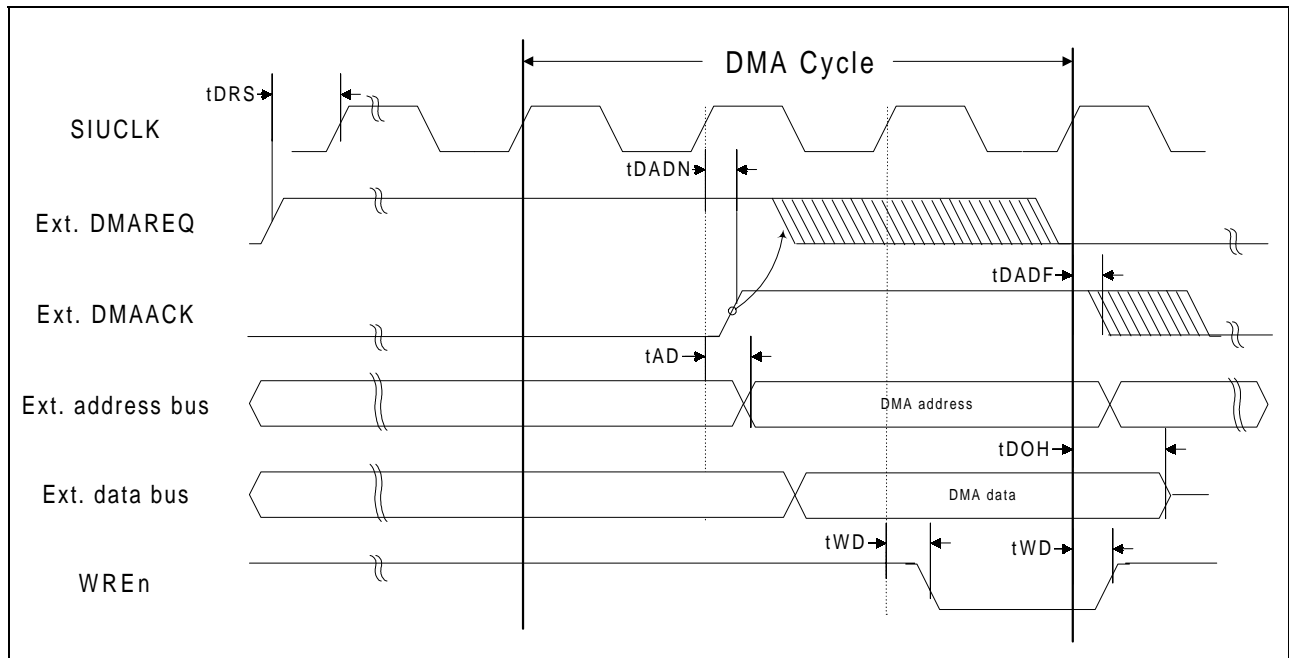 DMA Cycle
tDRS
SIUCLK
tDADN
Ext. DMAREQ
tDADF
Ext. DMAACK
tAD
Ext. address bus
DMA address
tDOH
Ext. data bus
DMA data
tWD
tWD
WREn